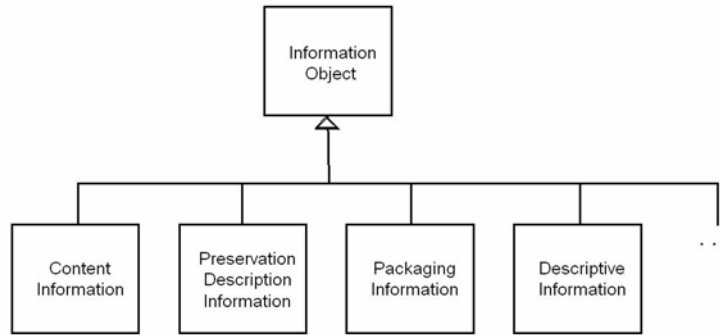 Information
Object
Content
Information
Preservation
Description
Information
Packaging
Information
Descriptive
Information
. .